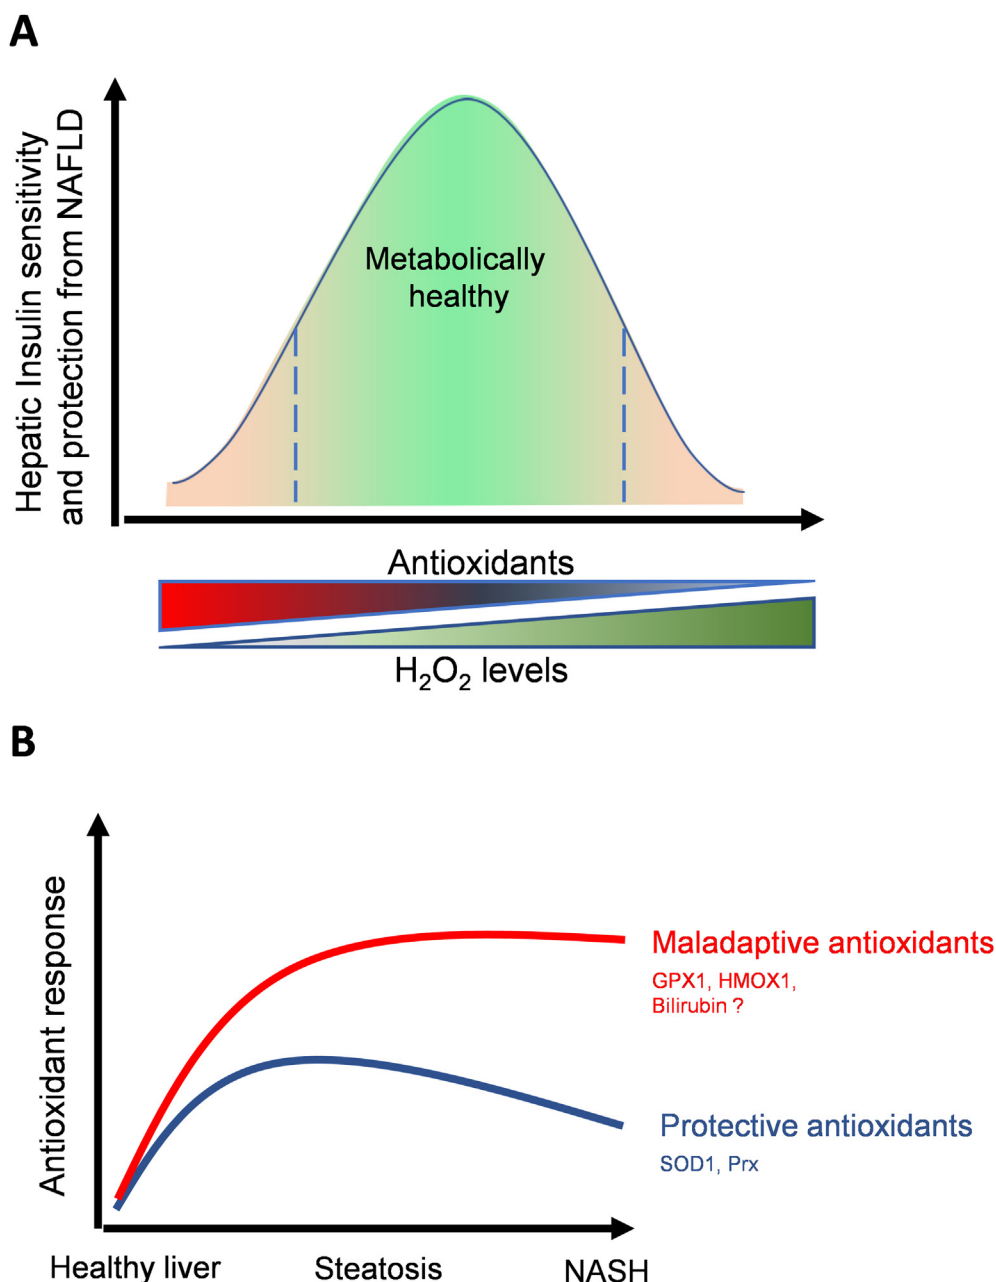 A
Hepatic Insulin sensitivity
and protection from NAFLD
Metabolically
healthy
Antioxidants
H₂O₂ levels
B
Antioxidant response
Maladaptive antioxidants
GPX1, HMOX1,
Bilirubin ?
Protective antioxidants
SOD1, Prx
Healthy liver
Steatosis
NASH